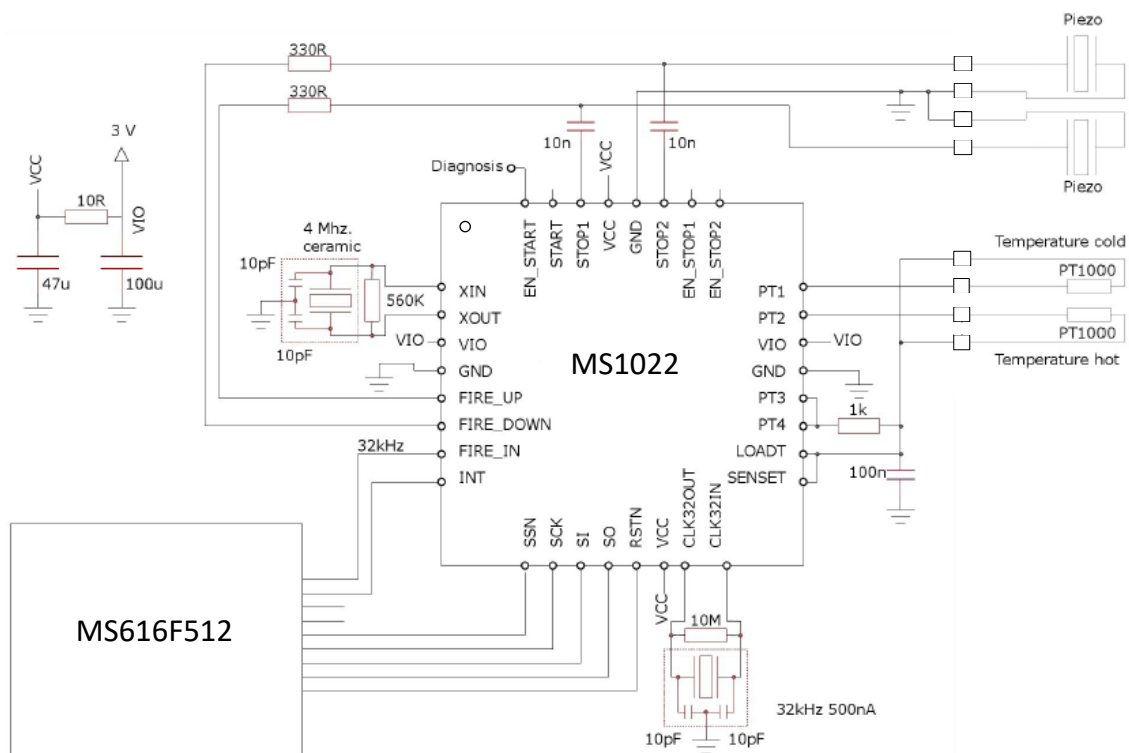 Piezo
330R
330R
3 V
VCC
10R
VIO
47u
100u
10n
10n
VCC
Diagnosis
Piezo
EN_START
START
STOP1
VCC
GND
STOP2
EN_STOP1
EN_STOP2
4 Mhz.
ceramic
10pF
560K
10pF
VIO
XIN
XOUT
VIO
GND
FIRE_UP
FIRE_DOWN
FIRE_IN
INT
32kHz
MS1022
PT1
PT2
VIO
GND
PT3
PT4
LOADT
SENSET
VIO
Temperature cold
PT1000
PT1000
Temperature hot
1k
100n
SSN
SCK
SI
SO
RSTN
VCC
CLK32OUT
CLK32IN
VCC
10M
MS616F512
32kHz 500nA
10pF
10pF